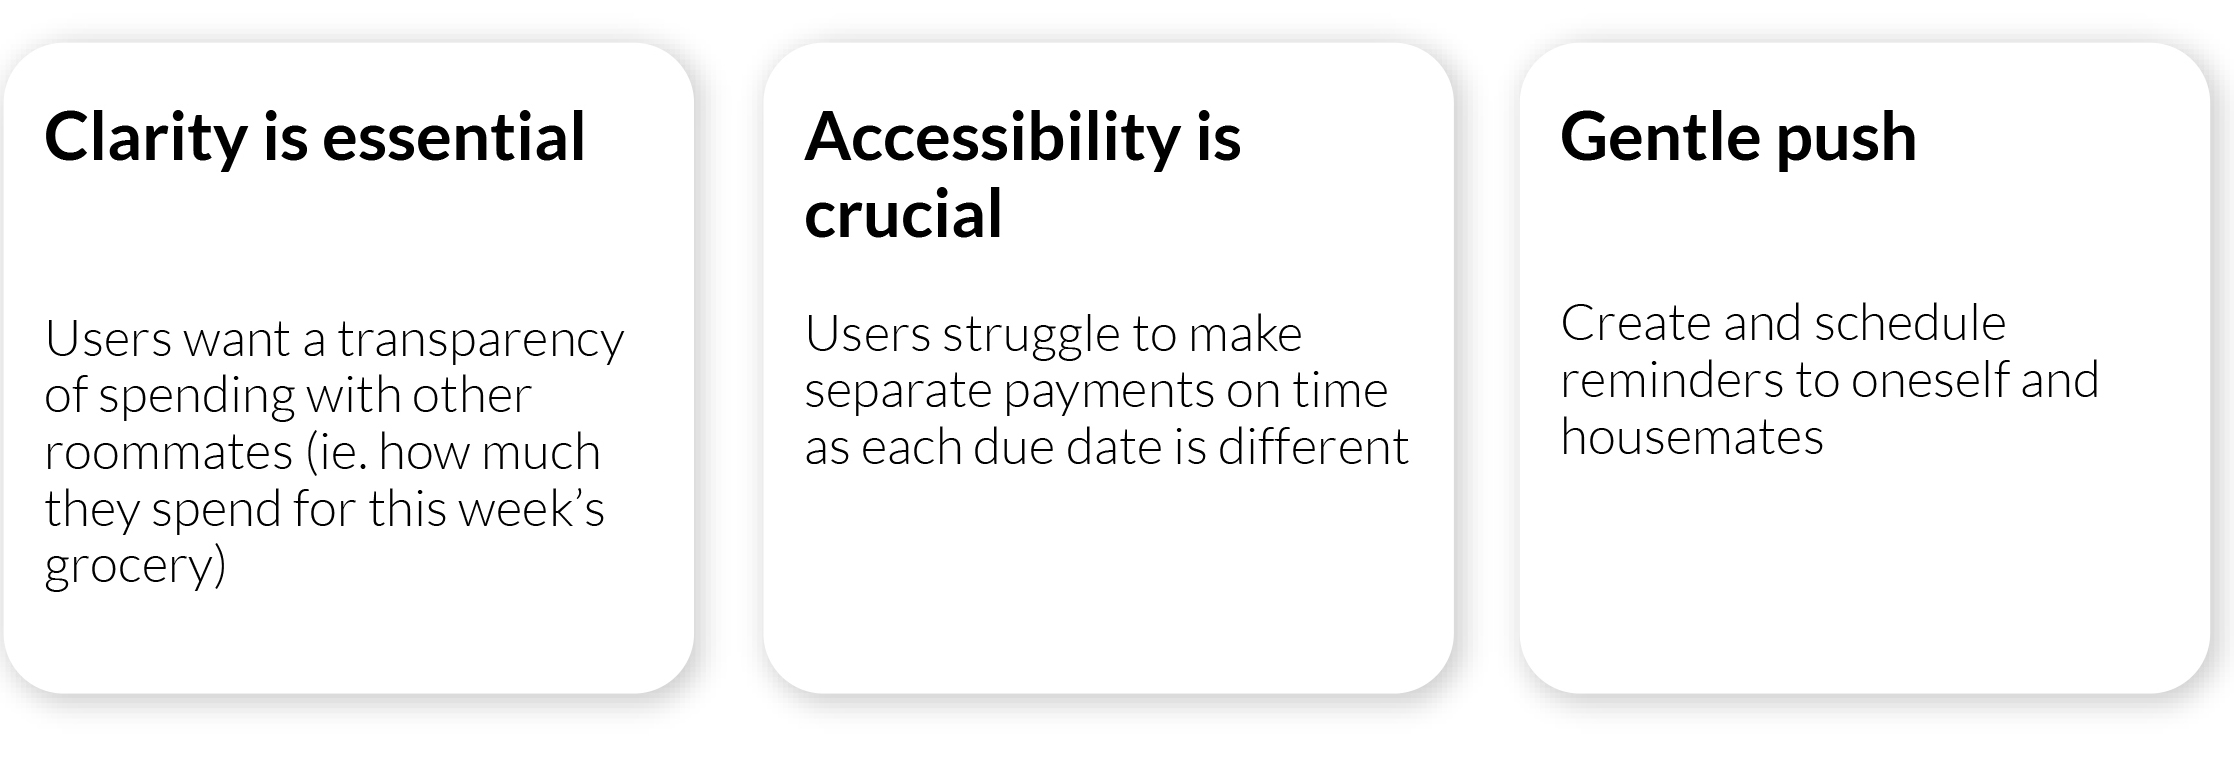 Clarity is essential
Users want a transparency
of spending with other
roommates (ie. how much
they spend for this week’s
grocery)
Accessibility is
crucial
Users struggle to make
separate payments on time
as each due date is different
Gentle push
Create and schedule
reminders to oneself and
housemates